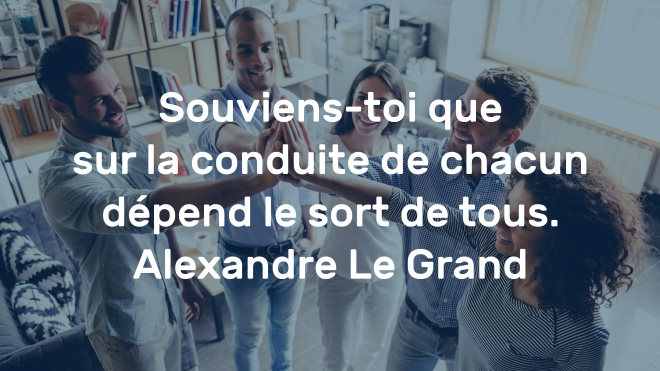 Souviens-toi que
sur la conduite de chacun
dépend le sort de tous.
Alexandre Le Grand